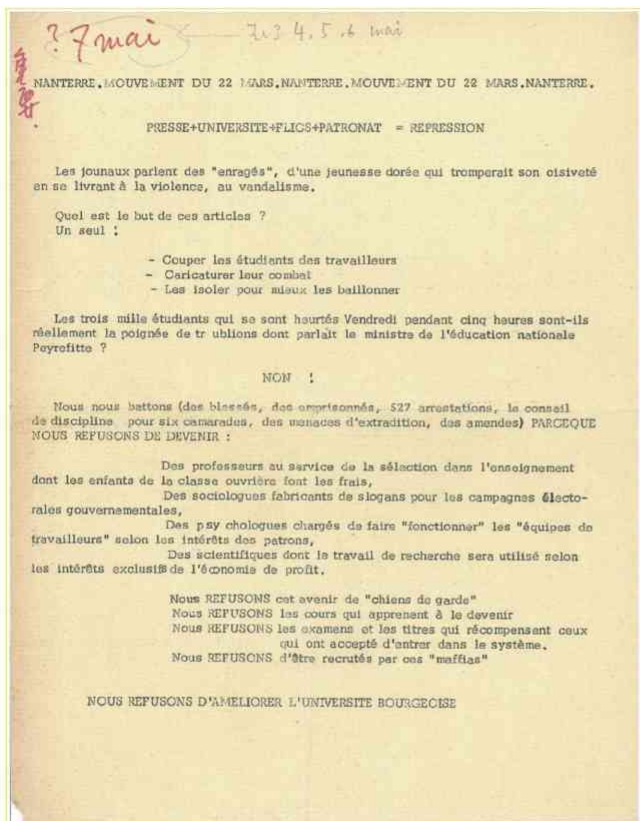 ? 7 mai
4, 5, 6 mai
NANTERRE.MOUVEMENT DU 22 MARS.NANTERRE.MOUVEMENT DU 22 MARS.NANTERRE.
PRESSE+UNIVERSITE+FLICS+PATRONAT = REPRESSION
Les jounaux parlent des "enragés", d'une jeunesse dorée qui tromperait son oisiveté
en se livrant à la violence, au vandalisme.
Quel est le but de ces articles ?
Un seul :
- Couper les étudiants des travailleurs
- Caricaturer leur combat
- Les isoler pour mieux les baillonner
Les trois mille étudiants qui se sont heurtés Vendredi pendant cinq heures sont-ils
réellement la poignée de tr ublions dont parlait le ministre de l'éducation nationale
Peyrefitte ?
NON !
Nous nous battons (des blessés, des emprisonnés, 527 arrestations, le conseil
de discipline pour six camarades, des menaces d'extradition, des amendes) PARCEQUE
NOUS REFUSONS DE DEVENIR :
Des professeurs au service de la sélection dans l'enseignement
dont les enfants de la classe ouvrière font les frais,
Des sociologues fabricants de slogans pour les campagnes électo-
rales gouvernementales,
Des psy chologues chargés de faire "fonctionner" les "équipes de
travailleurs" selon les intérêts des patrons,
Des scientifiques dont le travail de recherche sera utilisé selon
les intérêts exclusifs de l'économie de profit.
Nous REFUSONS cet avenir de "chiens de garde"
Nous REFUSONS les cours qui apprenent à le devenir
Nous REFUSONS les examens et les titres qui récompensent ceux
qui ont accepté d'entrer dans le système.
Nous REFUSONS d'être recrutés par ces "maffias"
NOUS REFUSONS D'AMELIORER L'UNIVERSITE BOURGEOISE